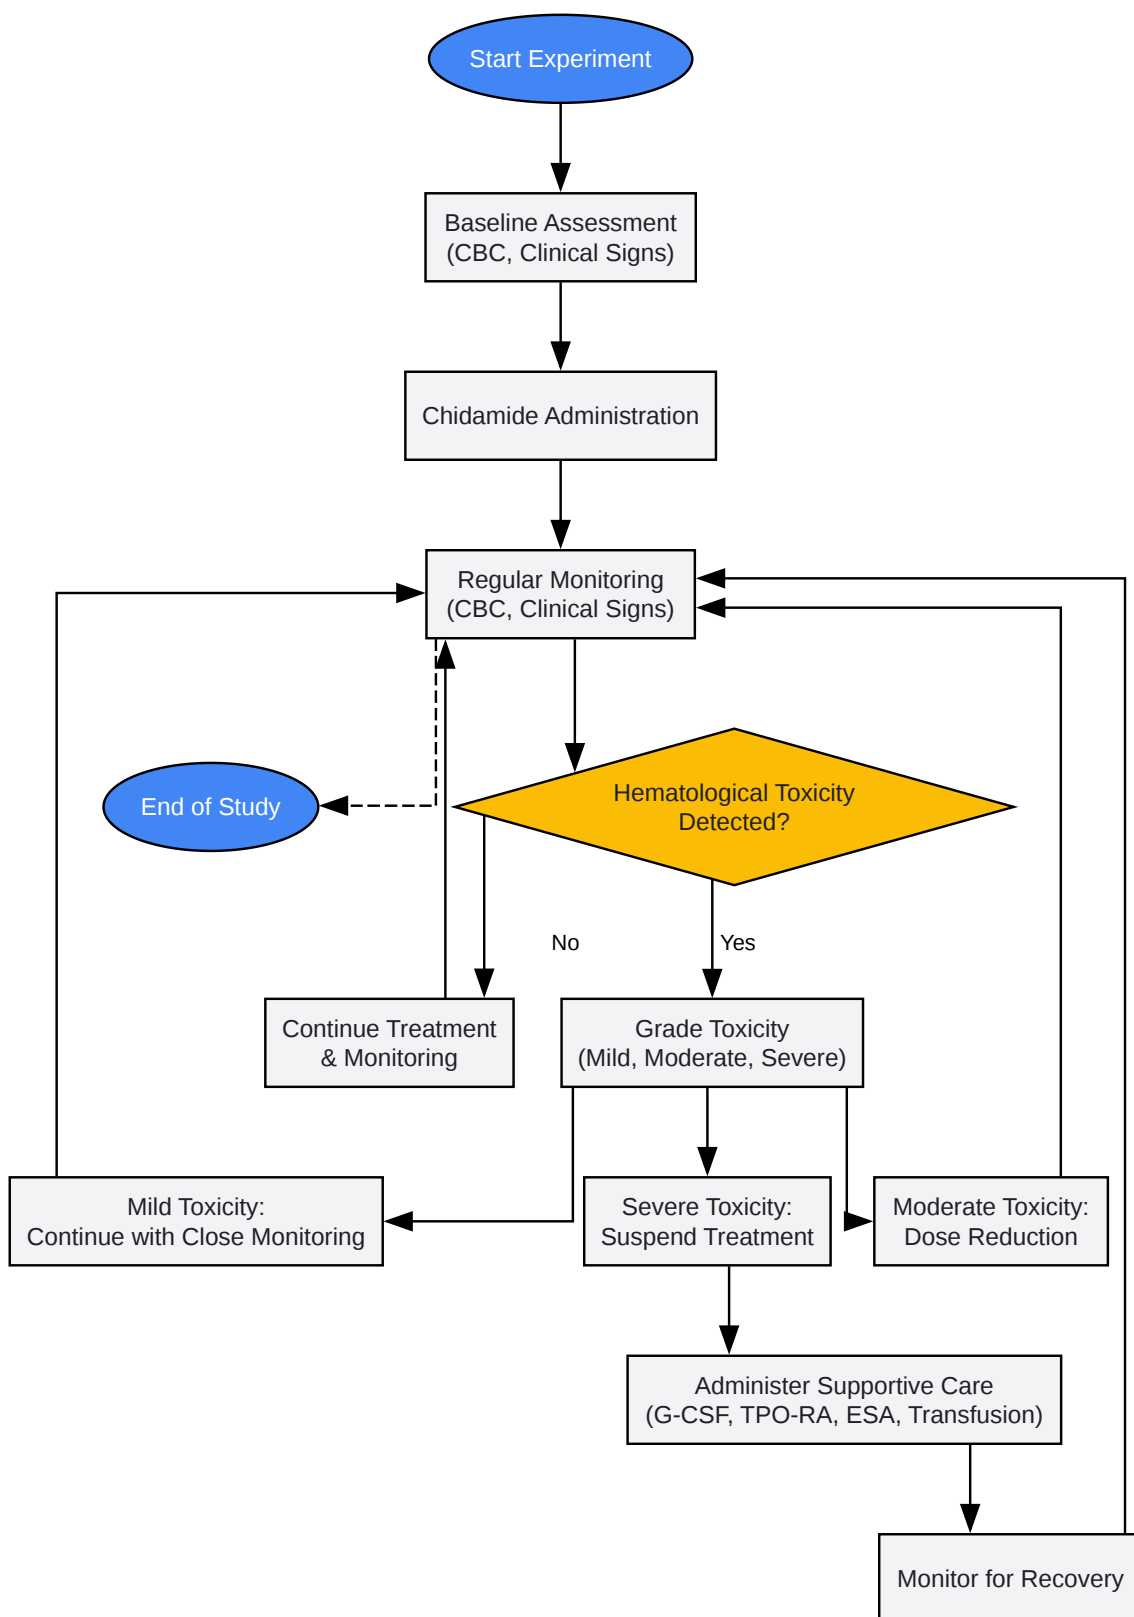 Start Experiment
Baseline Assessment
(CBC, Clinical Signs)
Chidamide Administration
Regular Monitoring
(CBC, Clinical Signs)
End of Study
Hematological Toxicity
Detected?
No
Yes
Continue Treatment
& Monitoring
Grade Toxicity
(Mild, Moderate, Severe)
Mild Toxicity:
Continue with Close Monitoring
Severe Toxicity:
Suspend Treatment
Moderate Toxicity:
Dose Reduction
Administer Supportive Care
(G-CSF, TPO-RA, ESA, Transfusion)
Monitor for Recovery